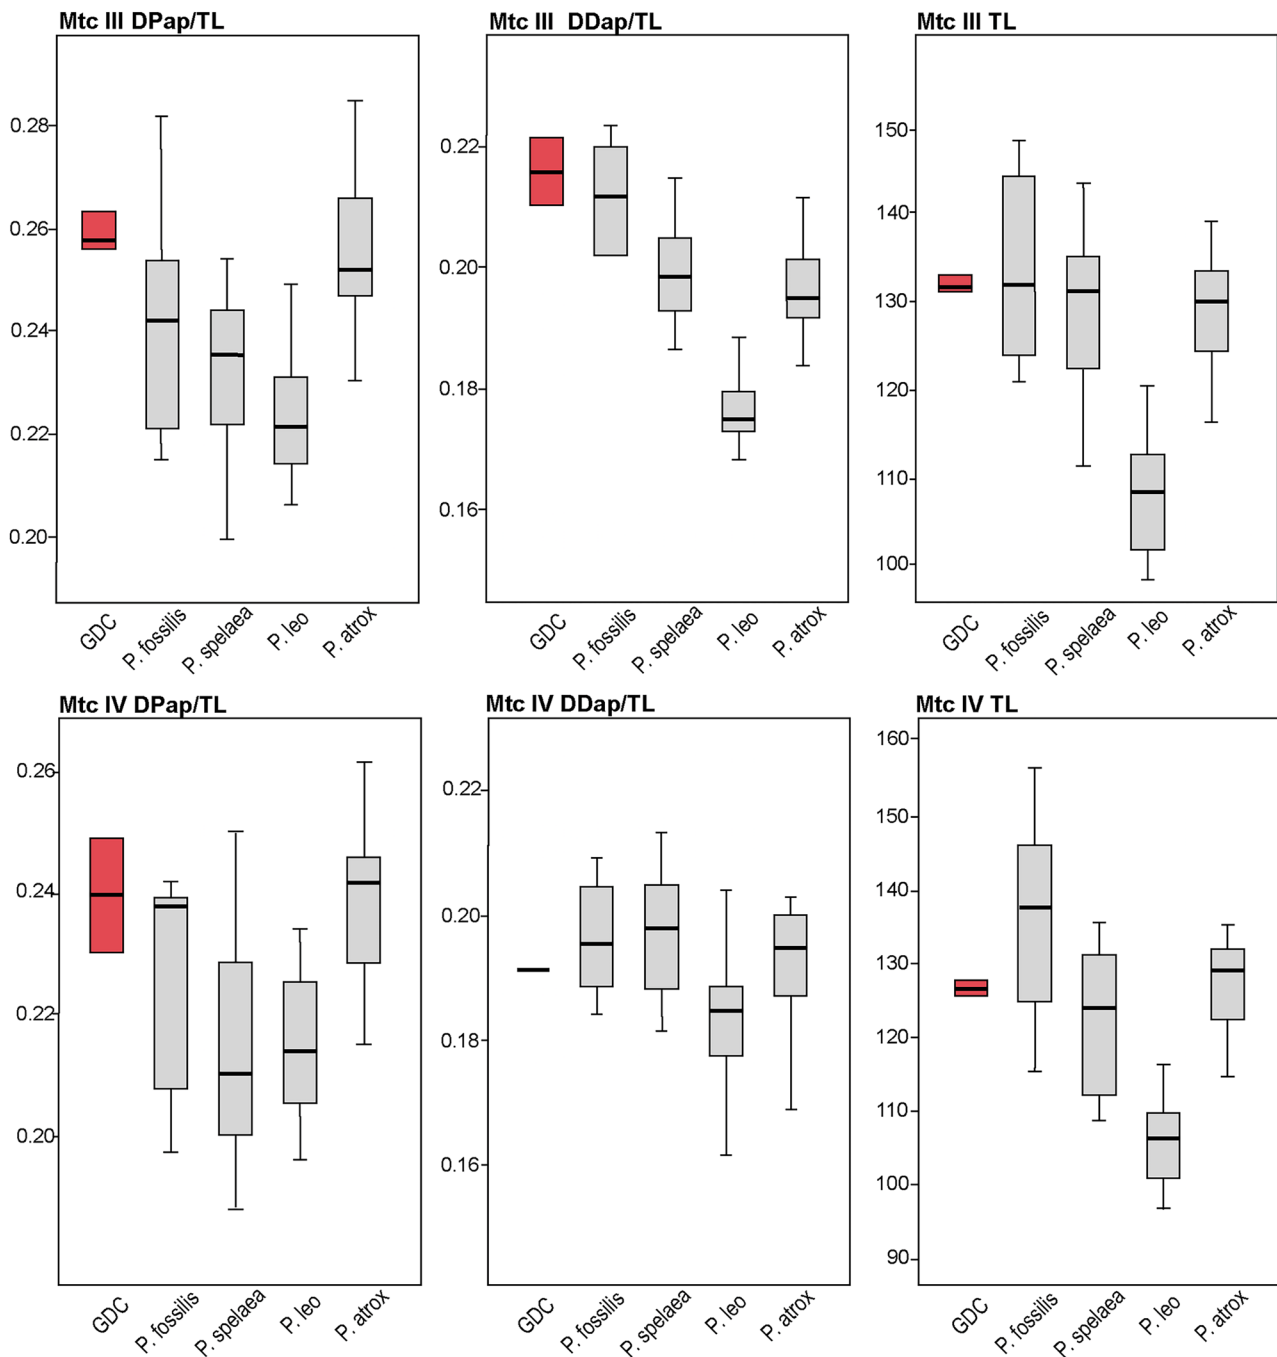 Mtc III DPap/TL
0.28
0.26
0.24
0.22
0.20
GDC
P. fossilis
P. spelaea
P. leo
P. atrox
Mtc III DDap/TL
0.22
0.20
0.18
0.16
GDC
P. fossilis
P. spelaea
P. leo
P. atrox
Mtc III TL
150
140
130
120
110
100
GDC
P. fossilis
P. spelaea
P. leo
P. atrox
Mtc IV DPap/TL
0.26
0.24
0.22
0.20
GDC
P. fossilis
P. spelaea
P. leo
P. atrox
Mtc IV DDap/TL
0.22
0.20
0.18
0.16
GDC
P. fossilis
P. spelaea
P. leo
P. atrox
Mtc IV TL
160
150
140
130
120
110
100
90
GDC
P. fossilis
P. spelaea
P. leo
P. atrox